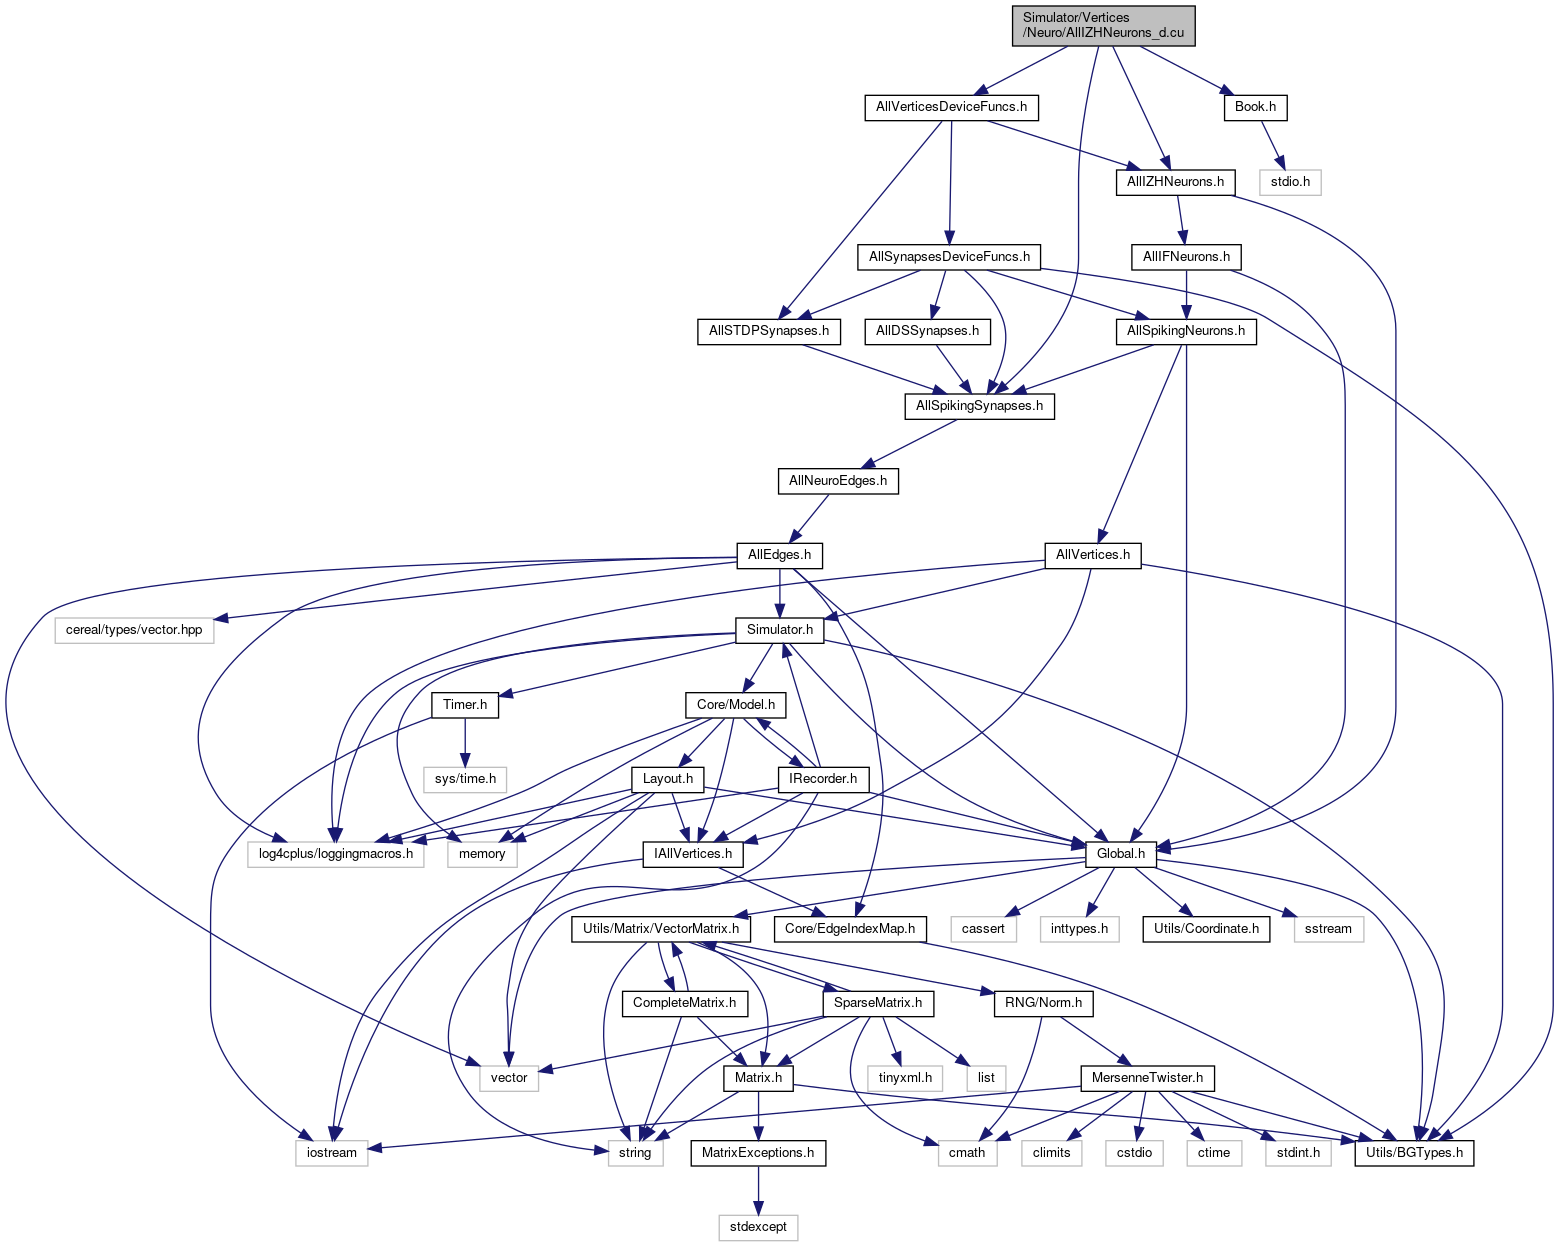 Simulator/Vertices
/Neuro/AllIZHNeurons_d.cu
AllVerticesDeviceFuncs.h
Book.h
AllIZHNeurons.h
stdio.h
AllSynapsesDeviceFuncs.h
AllIFNeurons.h
AllSTDPSynapses.h
AllDSSynapses.h
AllSpikingNeurons.h
AllSpikingSynapses.h
AllNeuroEdges.h
AllEdges.h
AllVertices.h
cereal/types/vector.hpp
Simulator.h
Timer.h
Core/Model.h
sys/time.h
Layout.h
IRecorder.h
log4cplus/loggingmacros.h
memory
IAllVertices.h
Global.h
Utils/Matrix/VectorMatrix.h
Core/EdgeIndexMap.h
cassert
inttypes.h
Utils/Coordinate.h
sstream
CompleteMatrix.h
SparseMatrix.h
RNG/Norm.h
vector
Matrix.h
tinyxml.h
list
MersenneTwister.h
iostream
string
MatrixExceptions.h
cmath
climits
cstdio
ctime
stdint.h
Utils/BGTypes.h
stdexcept